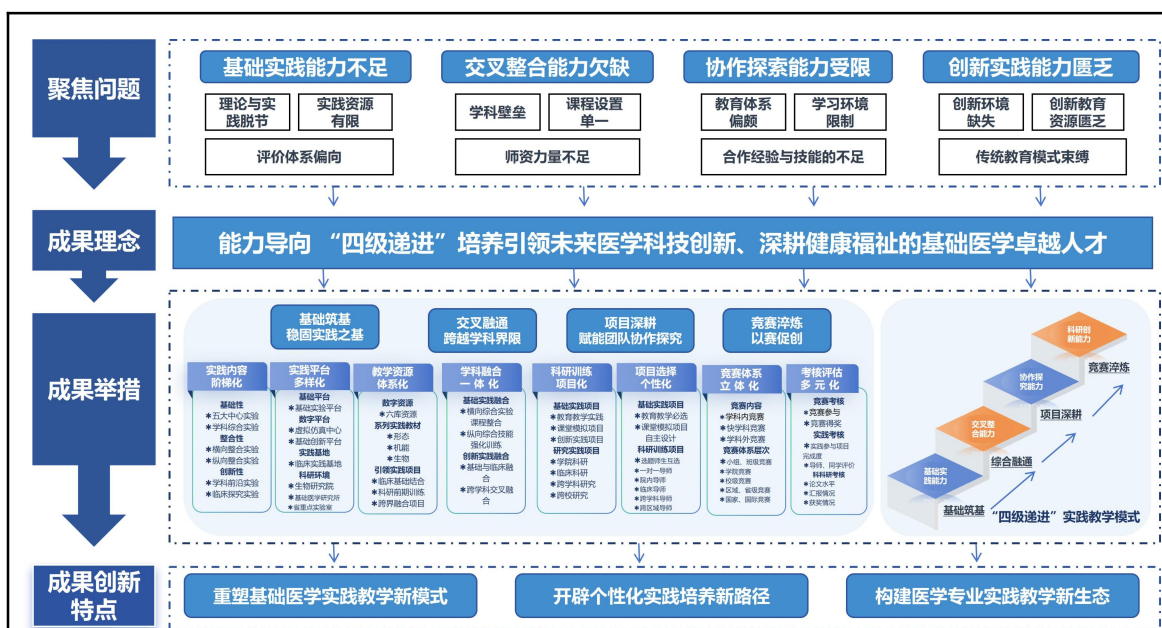 聚焦问题
基础实践能力不足
理论与实
践脱节
实践资源
有限
评价体系偏向
交叉整合能力欠缺
学科壁垒
课程设置
单一
师资力量不足
协作探索能力受限
教育体系
偏颇
学习环境
限制
合作经验与技能的不足
创新实践能力匮乏
创新环境
缺失
创新教育
资源匮乏
传统教育模式束缚
成果理念
能力导向 “四级递进” 培养引领未来医学科技创新、深耕健康福祉的基础医学卓越人才
成果举措
基础筑基
稳固实践之基
交叉融通
跨越学科界限
项目深耕
赋能团队协作探究
竞赛淬炼
以赛促创
实践内容
阶梯化
基础性
✱五大中心实验
✱学科综合实验
整合性
✱横向整合实验
✱纵向整合实验
创新性
✱学科前沿实验
✱临床探究实验
实践平台
多样化
基础平台
✱基础实验平台
数字平台
✱虚拟仿真中心
✱基础创新平台
实践基地
✱临床实践基地
科研环境
✱生物研究院
✱基础医学研究所
✱省重点实验室
教学资源
体系化
数字资源
✱六库资源
系列实践教材
✱形态
✱机能
✱生物
引领实践项目
✱临床基础结合
✱科研前期训练
✱跨界融合项目
学科融合
一体化
基础实践融合
✱横向综合实验
课程整合
✱纵向综合技能
强化训练
创新实践融合
✱基础与临床融
合
✱跨学科交叉融
合
科研训练
项目化
基础实践项目
✱教育教学实践
✱课堂模拟项目
✱创新实践项目
研究实践项目
✱学院科研
✱临床科研
✱跨学科研究
✱跨校研究
项目选择
个性化
基础实践项目
✱教育教学必选
✱课堂模拟项目
自主设计
科研训练项目
✱选题师生互选
✱一对一导师
✱院内导师
✱临床导师
✱跨学科导师
✱跨区域导师
竞赛体系
立体化
竞赛内容
✱学科内竞赛
✱快学科竞赛
✱学科外竞赛
竞赛体系层次
✱小组、班级竞赛
✱学院竞赛
✱校级竞赛
✱区域、省级竞赛
✱国家、国际竞赛
考核评估
多元化
竞赛考核
✱竞赛参与
✱竞赛得奖
实践考核
✱实践参与项目
完成度
✱导师、同学评价
科科研考核
✱论文水平
✱汇报情况
✱获奖情况
科研创
新能力
竞赛淬炼
协作探
究能力
项目深耕
交叉整
合能力
综合融通
基础实
践能力
基础筑基
“四级递进”实践教学模式
成果创新
特点
重塑基础医学实践教学新模式
开辟个性化实践培养新路径
构建医学专业实践教学新生态